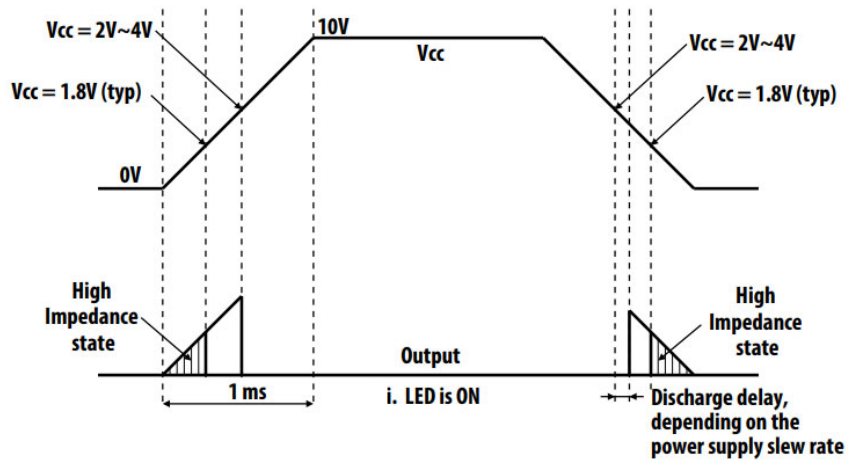 Vcc = 2V~4V
10V
Vcc
Vcc = 2V~4V
Vcc = 1.8V (typ)
Vcc = 1.8V (typ)
0V
High
Impedance
state
High
Impedance
state
Output
1 ms
i. LED is ON
Discharge delay,
depending on the
power supply slew rate